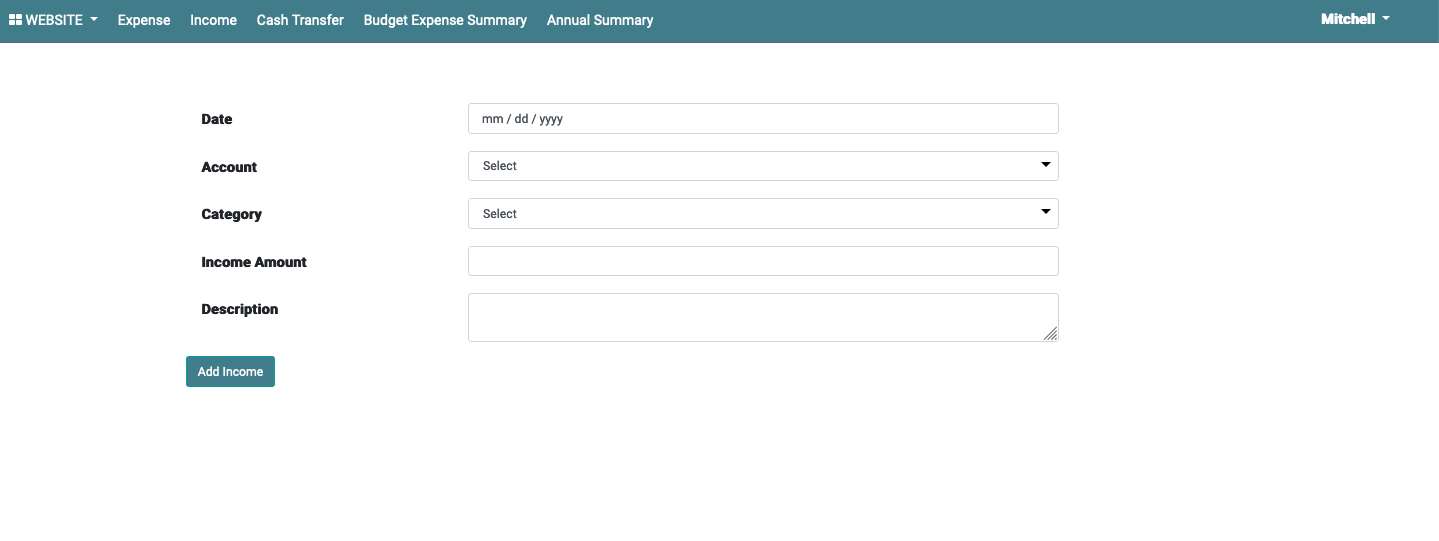 WEBSITE Expense Income Cash Transfer Budget Expense Summary Annual Summary Mitchell
Date mm / dd / yyyy
Account Select
Category Select
Income Amount
Description
Add Income